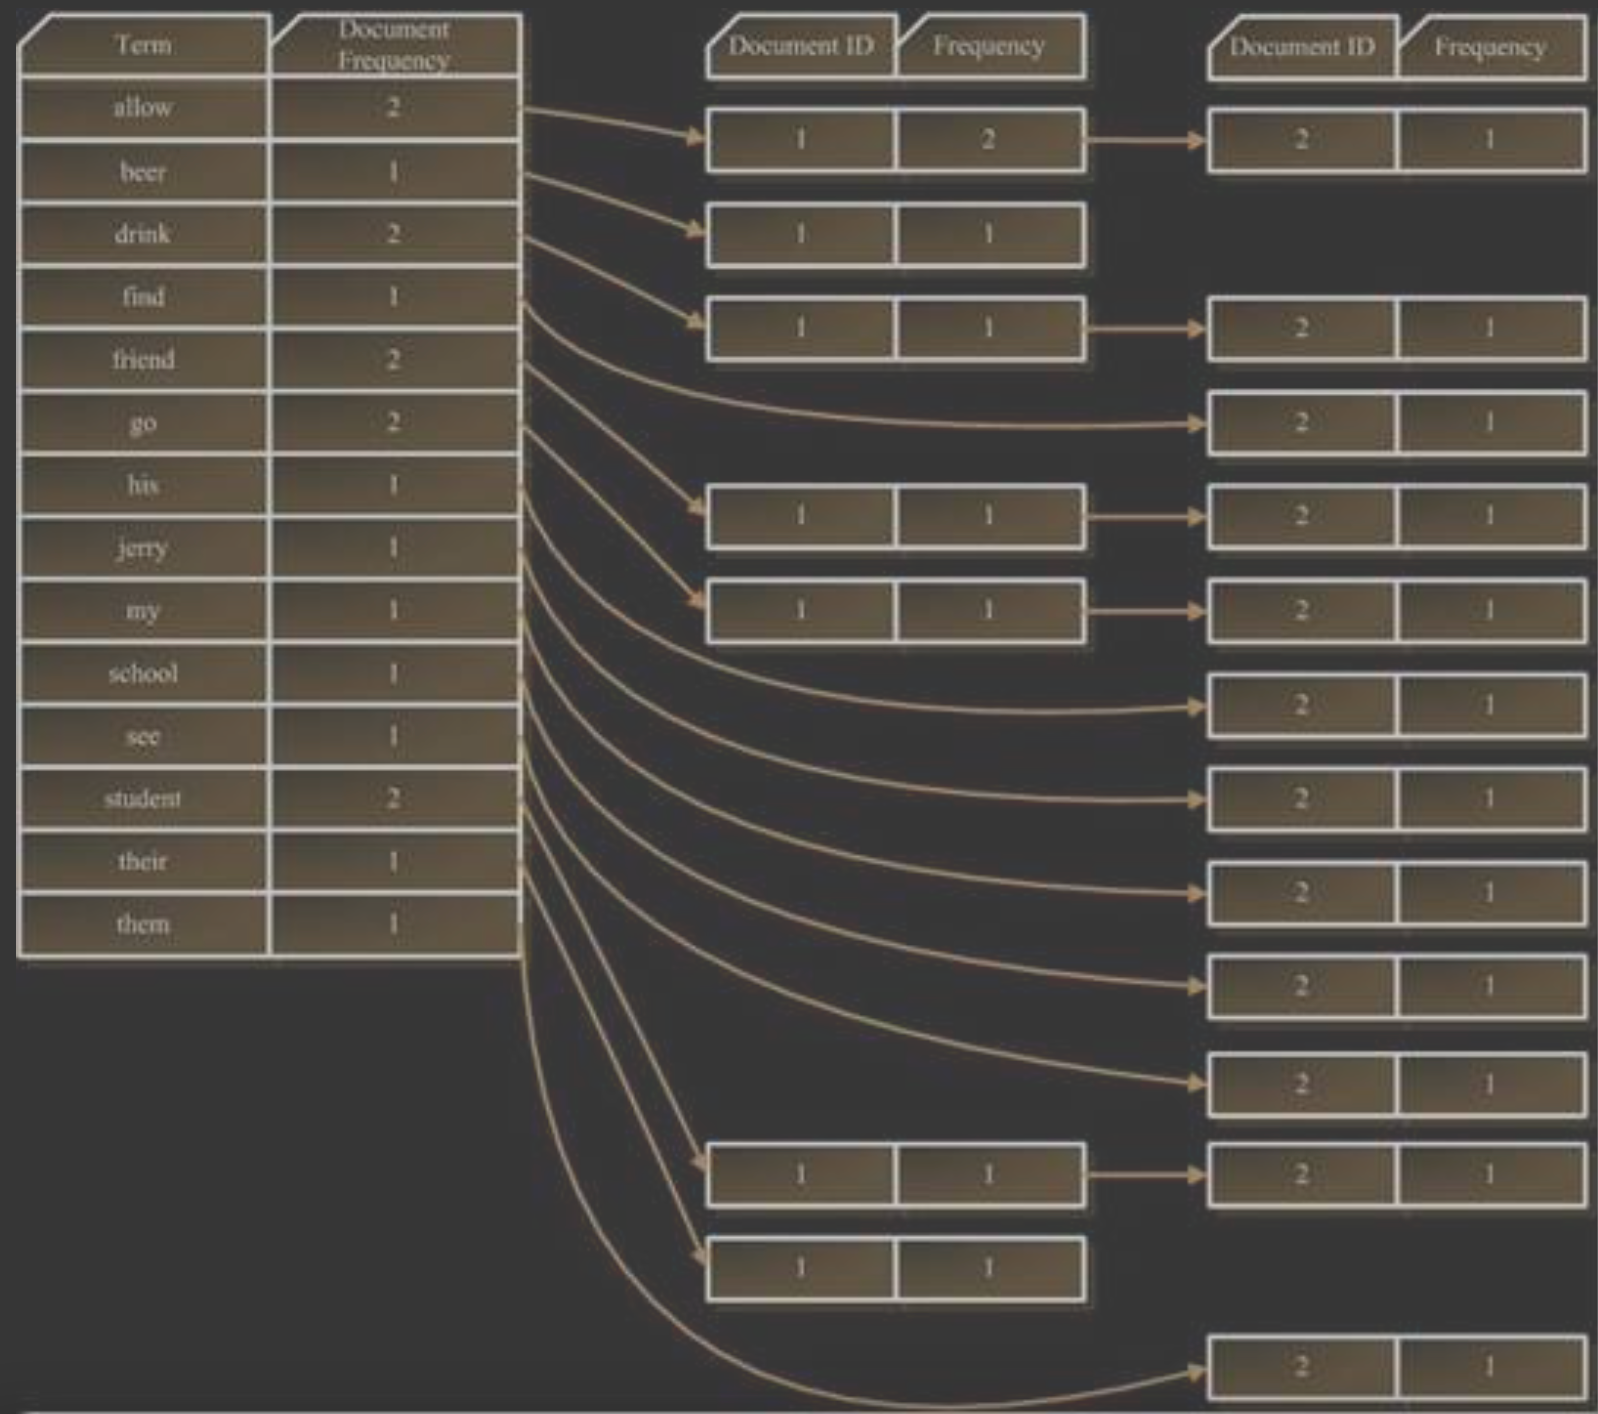 Term
Document
Frequency
allow 2
beer 1
drink 2
find 1
friend 2
go 2
his 1
jerry 1
my 1
school 1
see 1
student 2
their 1
them 1
Document ID Frequency Document ID Frequency
1 2 2 1
1 1
1 1 2 1
2 1
1 1 2 1
1 1 2 1
2 1
2 1
2 1
2 1
2 1
1 1 2 1
1 1
2 1